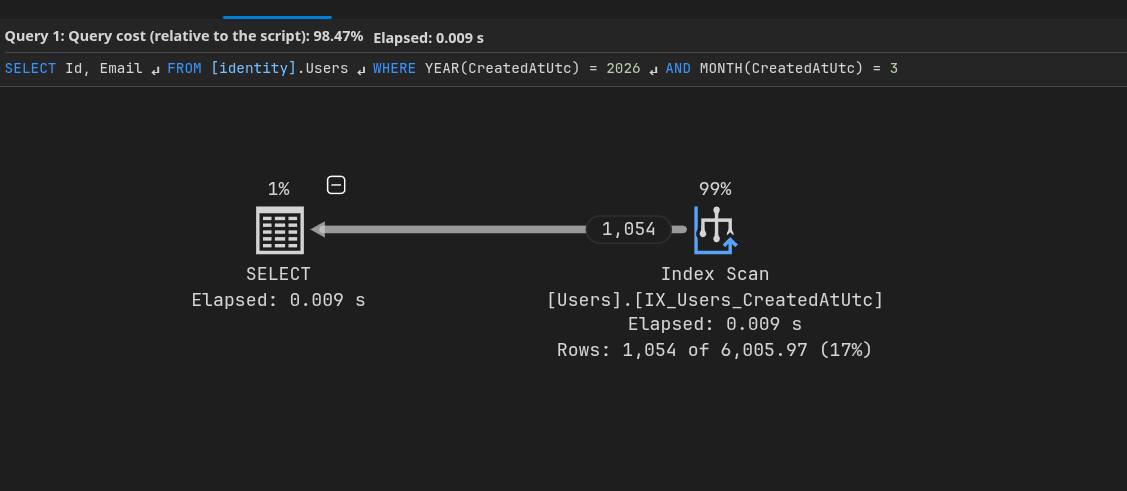 Query 1: Query cost (relative to the script): 98.47% Elapsed: 0.009 s
SELECT Id, Email ↲ FROM [identity].Users ↲ WHERE YEAR(CreatedAtUtc) = 2026 ↲ AND MONTH(CreatedAtUtc) = 3
1%
99%
1,054
SELECT
Elapsed: 0.009 s
Index Scan
[Users].[IX_Users_CreatedAtUtc]
Elapsed: 0.009 s
Rows: 1,054 of 6,005.97 (17%)